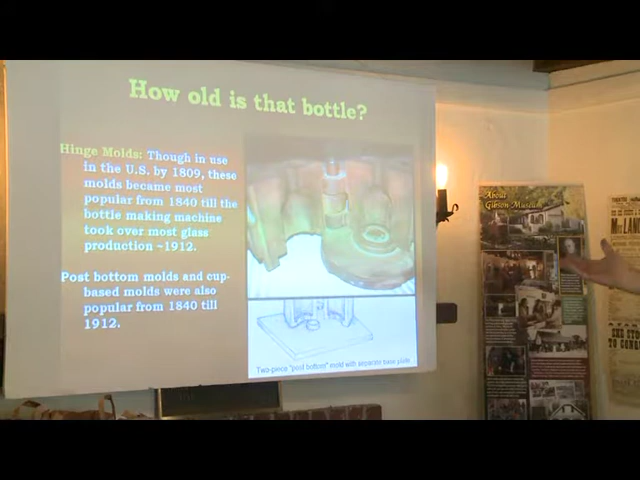 How old is that bottle?
Hinge Molds: Though in use
in the U.S. by 1809, these
molds became most
popular from 1840 till the
bottle making machine
took over most glass
production ~1912.
Post bottom molds and cup-
based molds were also
popular from 1840 till
1912.
Two-piece "post bottom" mold with separate base plate
About
Gibson Museum